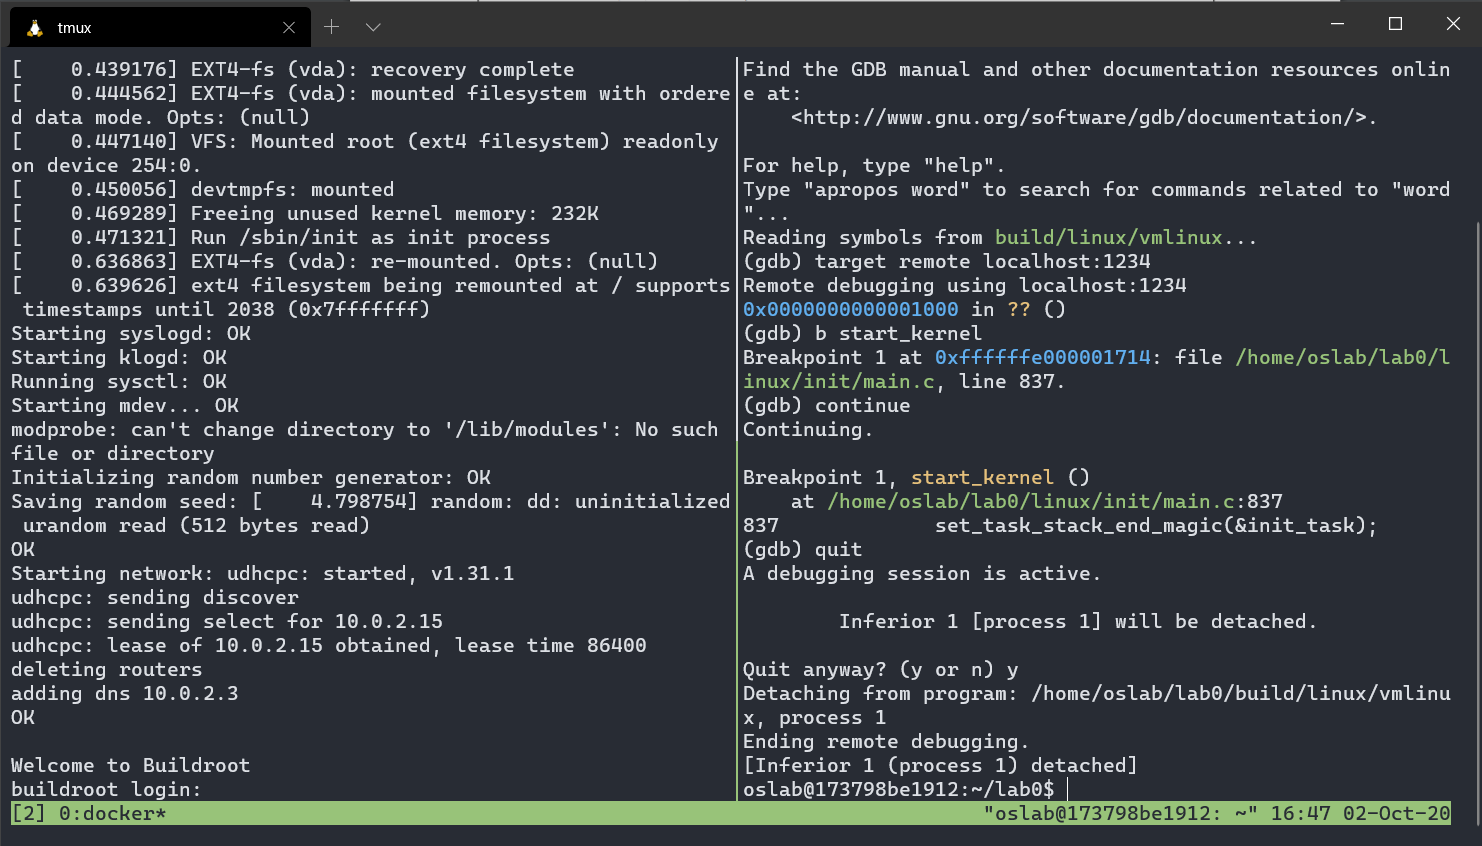 tmux
[    0.439176] EXT4-fs (vda): recovery complete
[    0.444562] EXT4-fs (vda): mounted filesystem with ordere
d data mode. Opts: (null)
[    0.447140] VFS: Mounted root (ext4 filesystem) readonly
on device 254:0.
[    0.450056] devtmpfs: mounted
[    0.469289] Freeing unused kernel memory: 232K
[    0.471321] Run /sbin/init as init process
[    0.636863] EXT4-fs (vda): re-mounted. Opts: (null)
[    0.639626] ext4 filesystem being remounted at / supports
 timestamps until 2038 (0x7fffffff)
Starting syslogd: OK
Starting klogd: OK
Running sysctl: OK
Starting mdev... OK
modprobe: can't change directory to '/lib/modules': No such
file or directory
Initializing random number generator: OK
Saving random seed: [    4.798754] random: dd: uninitialized
 urandom read (512 bytes read)
OK
Starting network: udhcpc: started, v1.31.1
udhcpc: sending discover
udhcpc: sending select for 10.0.2.15
udhcpc: lease of 10.0.2.15 obtained, lease time 86400
deleting routers
adding dns 10.0.2.3
OK
Welcome to Buildroot
buildroot login:
Find the GDB manual and other documentation resources onlin
e at:
    <http://www.gnu.org/software/gdb/documentation/>.
For help, type "help".
Type "apropos word" to search for commands related to "word
"...
Reading symbols from build/linux/vmlinux...
(gdb) target remote localhost:1234
Remote debugging using localhost:1234
0x0000000000001000 in ?? ()
(gdb) b start_kernel
Breakpoint 1 at 0xffffffe000001714: file /home/oslab/lab0/l
inux/init/main.c, line 837.
(gdb) continue
Continuing.
Breakpoint 1, start_kernel ()
    at /home/oslab/lab0/linux/init/main.c:837
837             set_task_stack_end_magic(&init_task);
(gdb) quit
A debugging session is active.
        Inferior 1 [process 1] will be detached.
Quit anyway? (y or n) y
Detaching from program: /home/oslab/lab0/build/linux/vmlinu
x, process 1
Ending remote debugging.
[Inferior 1 (process 1) detached]
oslab@173798be1912:~/lab0$
[2] 0:docker* "oslab@173798be1912: ~" 16:47 02-Oct-20